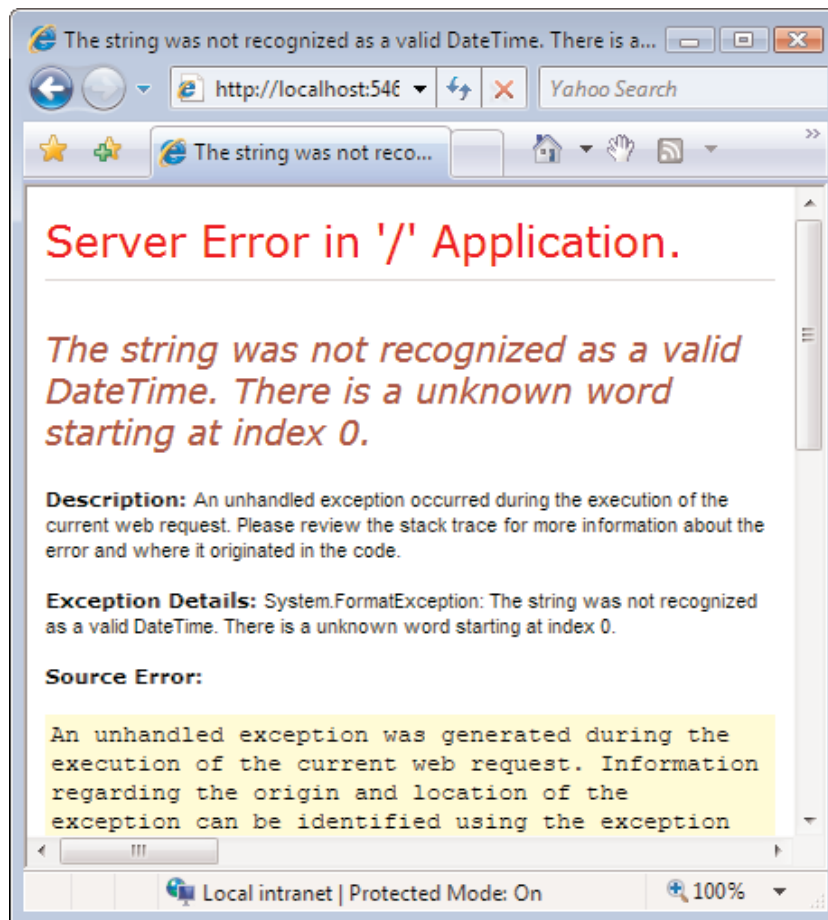 The string was not recognized as a valid DateTime. There is a...
http://localhost:546
Yahoo Search
The string was not reco...
Server Error in '/' Application.
The string was not recognized as a valid
DateTime. There is a unknown word
starting at index 0.
Description: An unhandled exception occurred during the execution of the
current web request. Please review the stack trace for more information about the
error and where it originated in the code.
Exception Details: System.FormatException: The string was not recognized
as a valid DateTime. There is a unknown word starting at index 0.
Source Error:
An unhandled exception was generated during the
execution of the current web request. Information
regarding the origin and location of the
exception can be identified using the exception
Local intranet | Protected Mode: On
100%